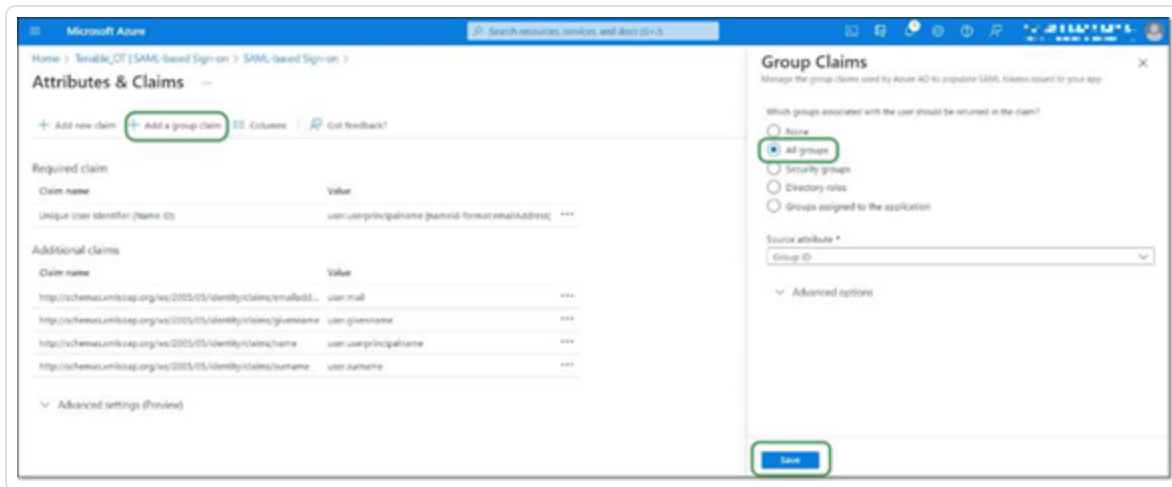 Microsoft Azure
Search resources, services, and docs (G+/)
Home > Tenable_OT | SAML-based Sign-on > SAML-based Sign-on >
Attributes & Claims
Add new claim
Add a group claim
Columns
Got feedback?
Required claim
Claim name Value
Unique User Identifier (Name ID) user.userprincipalname [nameid-format:emailAddress]
Additional claims
Claim name Value
http://schemas.xmlsoap.org/ws/2005/05/identity/claims/emailadd... user.mail
http://schemas.xmlsoap.org/ws/2005/05/identity/claims/givenname user.givenname
http://schemas.xmlsoap.org/ws/2005/05/identity/claims/name user.userprincipalname
http://schemas.xmlsoap.org/ws/2005/05/identity/claims/surname user.surname
Advanced settings (Preview)
Group Claims
Manage the group claims used by Azure AD to populate SAML tokens issued to your app
Which groups associated with the user should be returned in the claim?
None
All groups
Security groups
Directory roles
Groups assigned to the application
Source attribute *
Group ID
Advanced options
Save